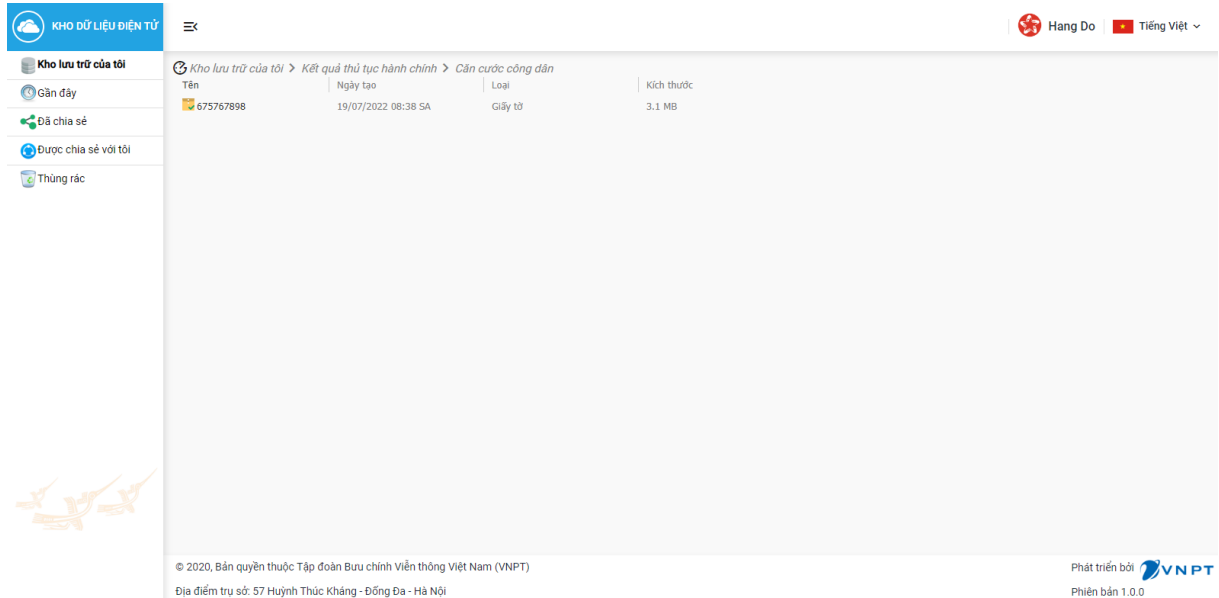 KHO DỮ LIỆU ĐIỆN TỬ
Hang Do
Tiếng Việt
Kho lưu trữ của tôi
Gần đây
Đã chia sẻ
Được chia sẻ với tôi
Thùng rác
Kho lưu trữ của tôi > Kết quả thủ tục hành chính > Căn cước công dân
Tên Ngày tạo Loại Kích thước
675767898 19/07/2022 08:38 SA Giấy tờ 3.1 MB
© 2020, Bản quyền thuộc Tập đoàn Bưu chính Viễn thông Việt Nam (VNPT)
Địa điểm trụ sở: 57 Huỳnh Thúc Kháng - Đống Đa - Hà Nội
Phát triển bởi VNPT
Phiên bản 1.0.0